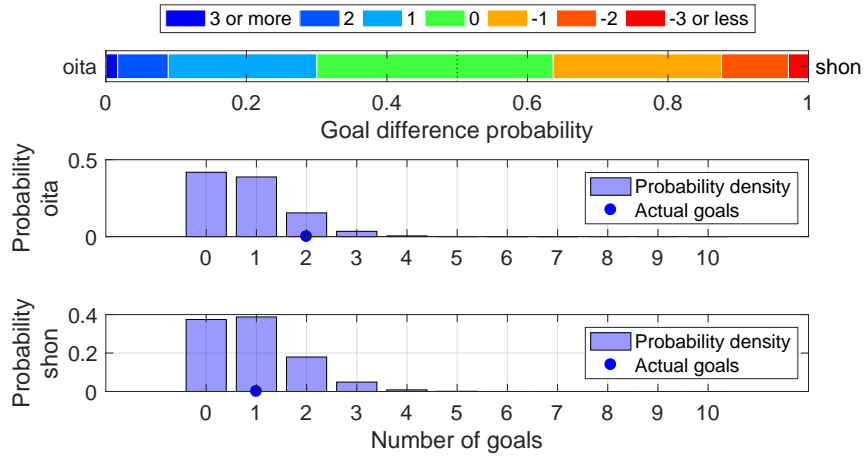 3 or more 2 1 0 -1 -2 -3 or less
oita shon
0 0.2 0.4 0.6 0.8 1
Goal difference probability
Probability
oita
0.5
0
Probability density
Actual goals
0 1 2 3 4 5 6 7 8 9 10
Probability
shon
0.4
0.2
0
Probability density
Actual goals
0 1 2 3 4 5 6 7 8 9 10
Number of goals